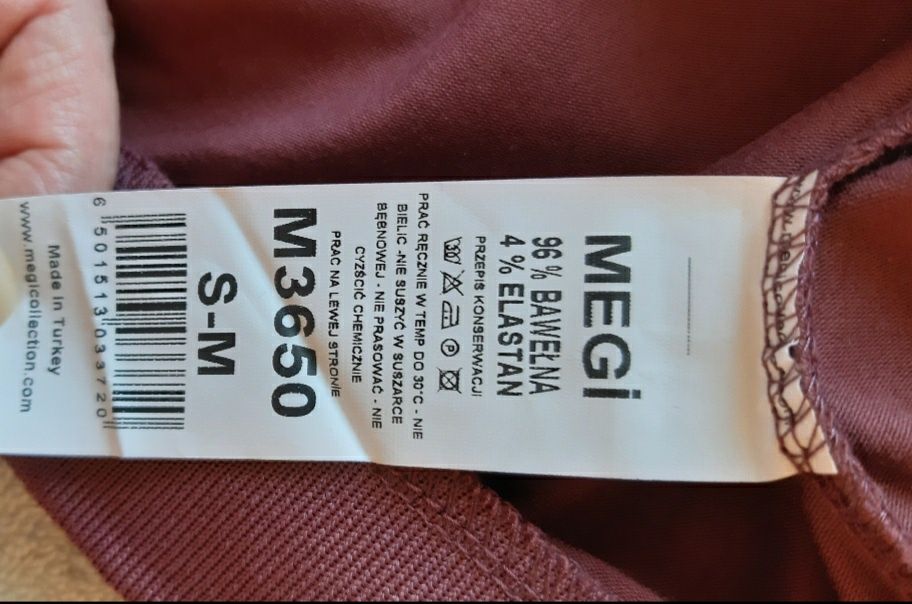 MEGi
96 % BAWEŁNA
4 % ELASTAN
PRZEPIS KONSERWACJI
PRAĆ RĘCZNIE W TEMP DO 30°C - NIE
BIELIC -NIE SUSZYĆ W SUSZARCE
BĘBNOWEJ - NIE PRASOWAĆ - NIE
CZYŚCIĆ CHEMICZNIE
PRAĆ NA LEWEJ STRONIE
M3650
S-M
6 501513 033720
Made in Turkey
www.megicollection.com